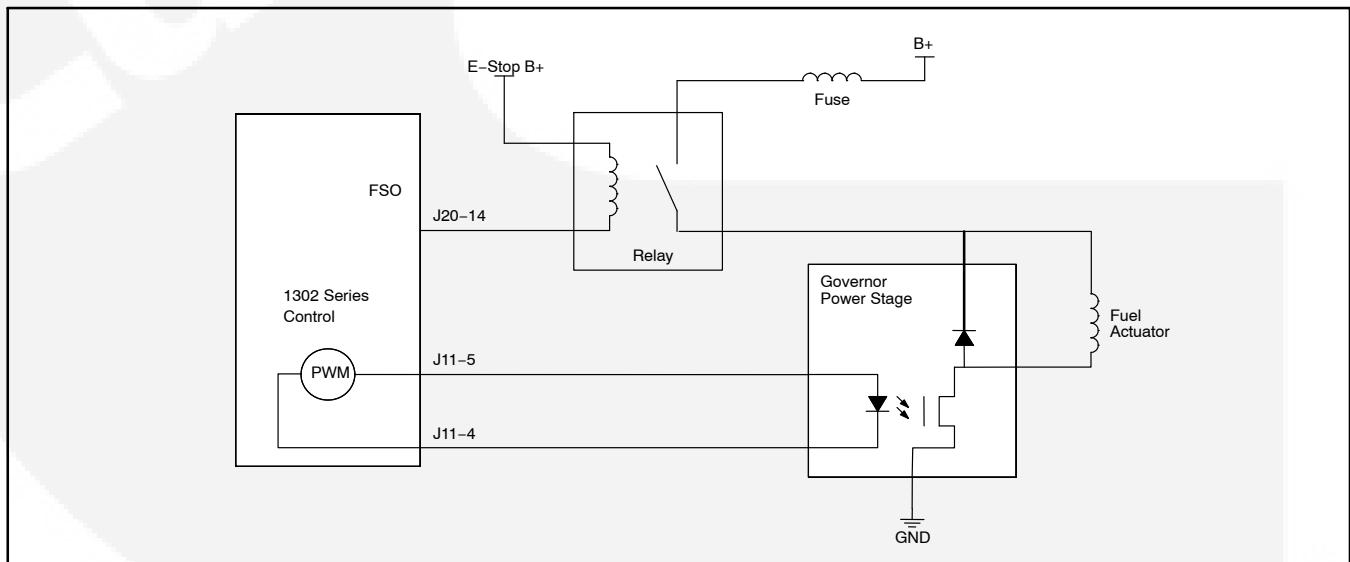 B+
E−Stop B+
Fuse
FSO
J20−14
Relay
Governor
Power Stage
1302 Series
Control
Fuel
Actuator
J11−5
PWM
J11−4
GND